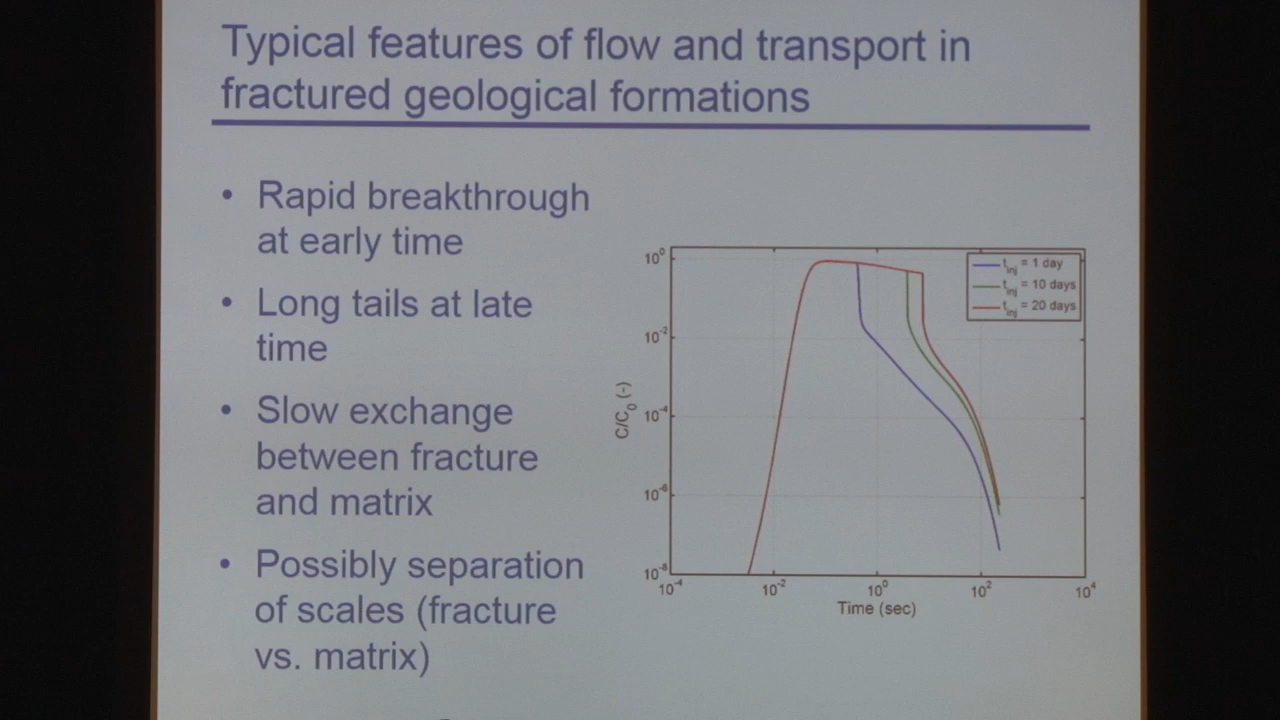 Typical features of flow and transport in
fractured geological formations
• Rapid breakthrough
at early time
• Long tails at late
time
• Slow exchange
between fracture
and matrix
• Possibly separation
of scales (fracture
vs. matrix)
10^0
10^-2
10^-4
10^-6
10^-8
C/C_0 (-)
t_inj = 1 day
t_inj = 10 days
t_inj = 20 days
10^-4 10^-2 10^0 10^2 10^4
Time (sec)